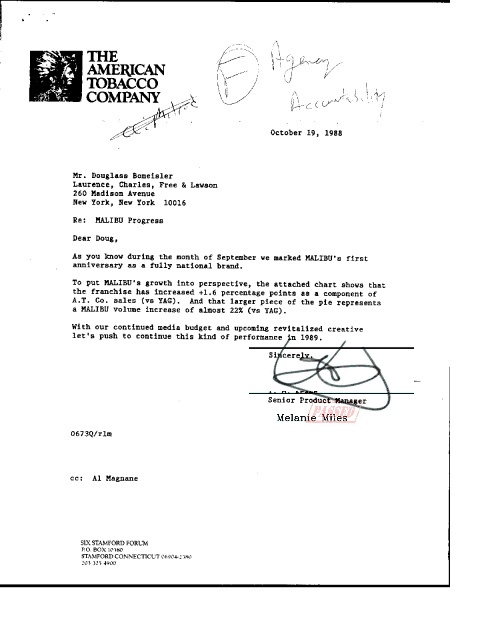 THE
AMERICAN
TOBACCO
COMPANY
F
Agency
Accountability
October 19, 1988
Mr. Douglass Bomeisler
Laurence, Charles, Free & Lawson
260 Madison Avenue
New York, New York 10016
Re: MALIBU Progress
Dear Doug,
As you know during the month of September we marked MALIBU's first
anniversary as a fully national brand.
To put MALIBU's growth into perspective, the attached chart shows that
the franchise has increased +1.6 percentage points as a component of
A.T. Co. sales (vs YAG). And that larger piece of the pie represents
a MALIBU volume increase of almost 22% (vs YAG).
With our continued media budget and upcoming revitalized creative
let's push to continue this kind of performance in 1989.
Sincerely,
Senior Product Manager
PASSED
Melanie Miles
0673Q/rlm
cc: Al Magnane
SIX STAMFORD FORUM
P.O. BOX 10380
STAMFORD CONNECTICUT 06904-2380
203 325-4900